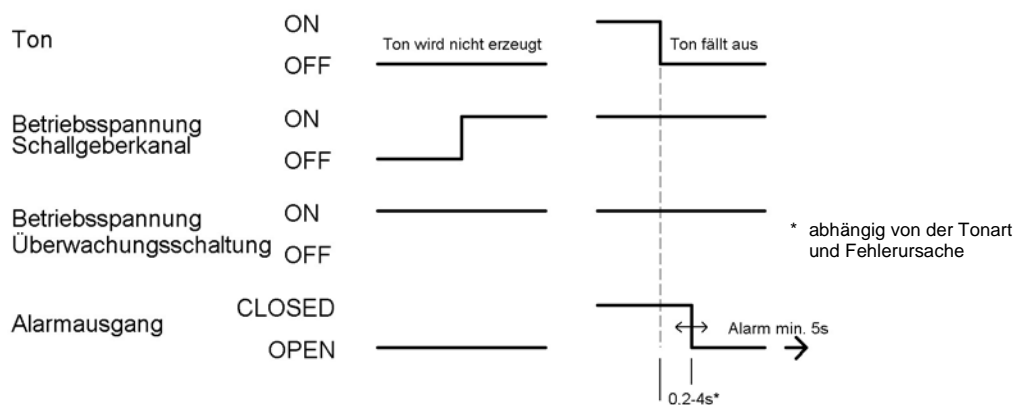 Ton
ON
OFF
Ton wird nicht erzeugt
Ton fällt aus
Betriebsspannung
Schallgeberkanal
ON
OFF
Betriebsspannung
Überwachungsschaltung
ON
OFF
* abhängig von der Tonart
und Fehlerursache
Alarmausgang
CLOSED
OPEN
Alarm min. 5s
0.2-4s*